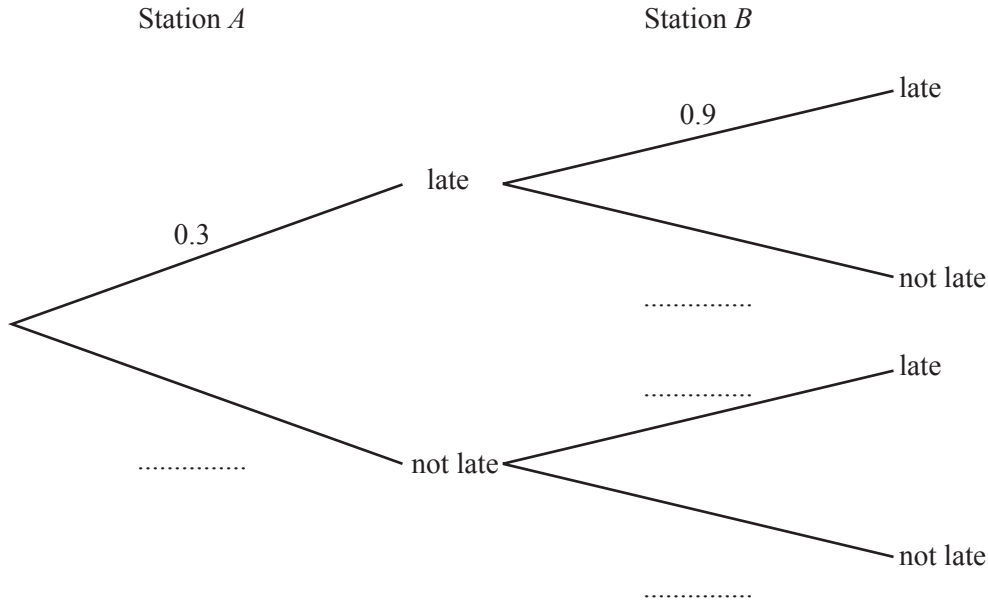 Station A Station B
late
0.9
late
0.3
not late
...............
late
...............
not late
...............
not late
...............